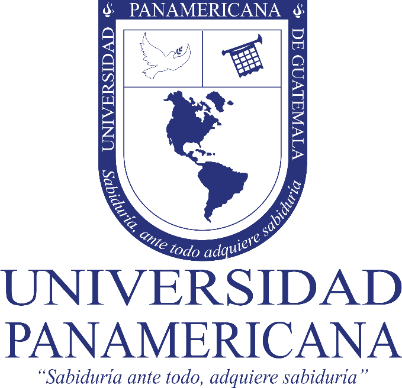 UNIVERSIDAD PANAMERICANA DE GUATEMALA
Sabiduría, ante todo adquiere sabiduría
UNIVERSIDAD
PANAMERICANA
“Sabiduría ante todo, adquiere sabiduría”